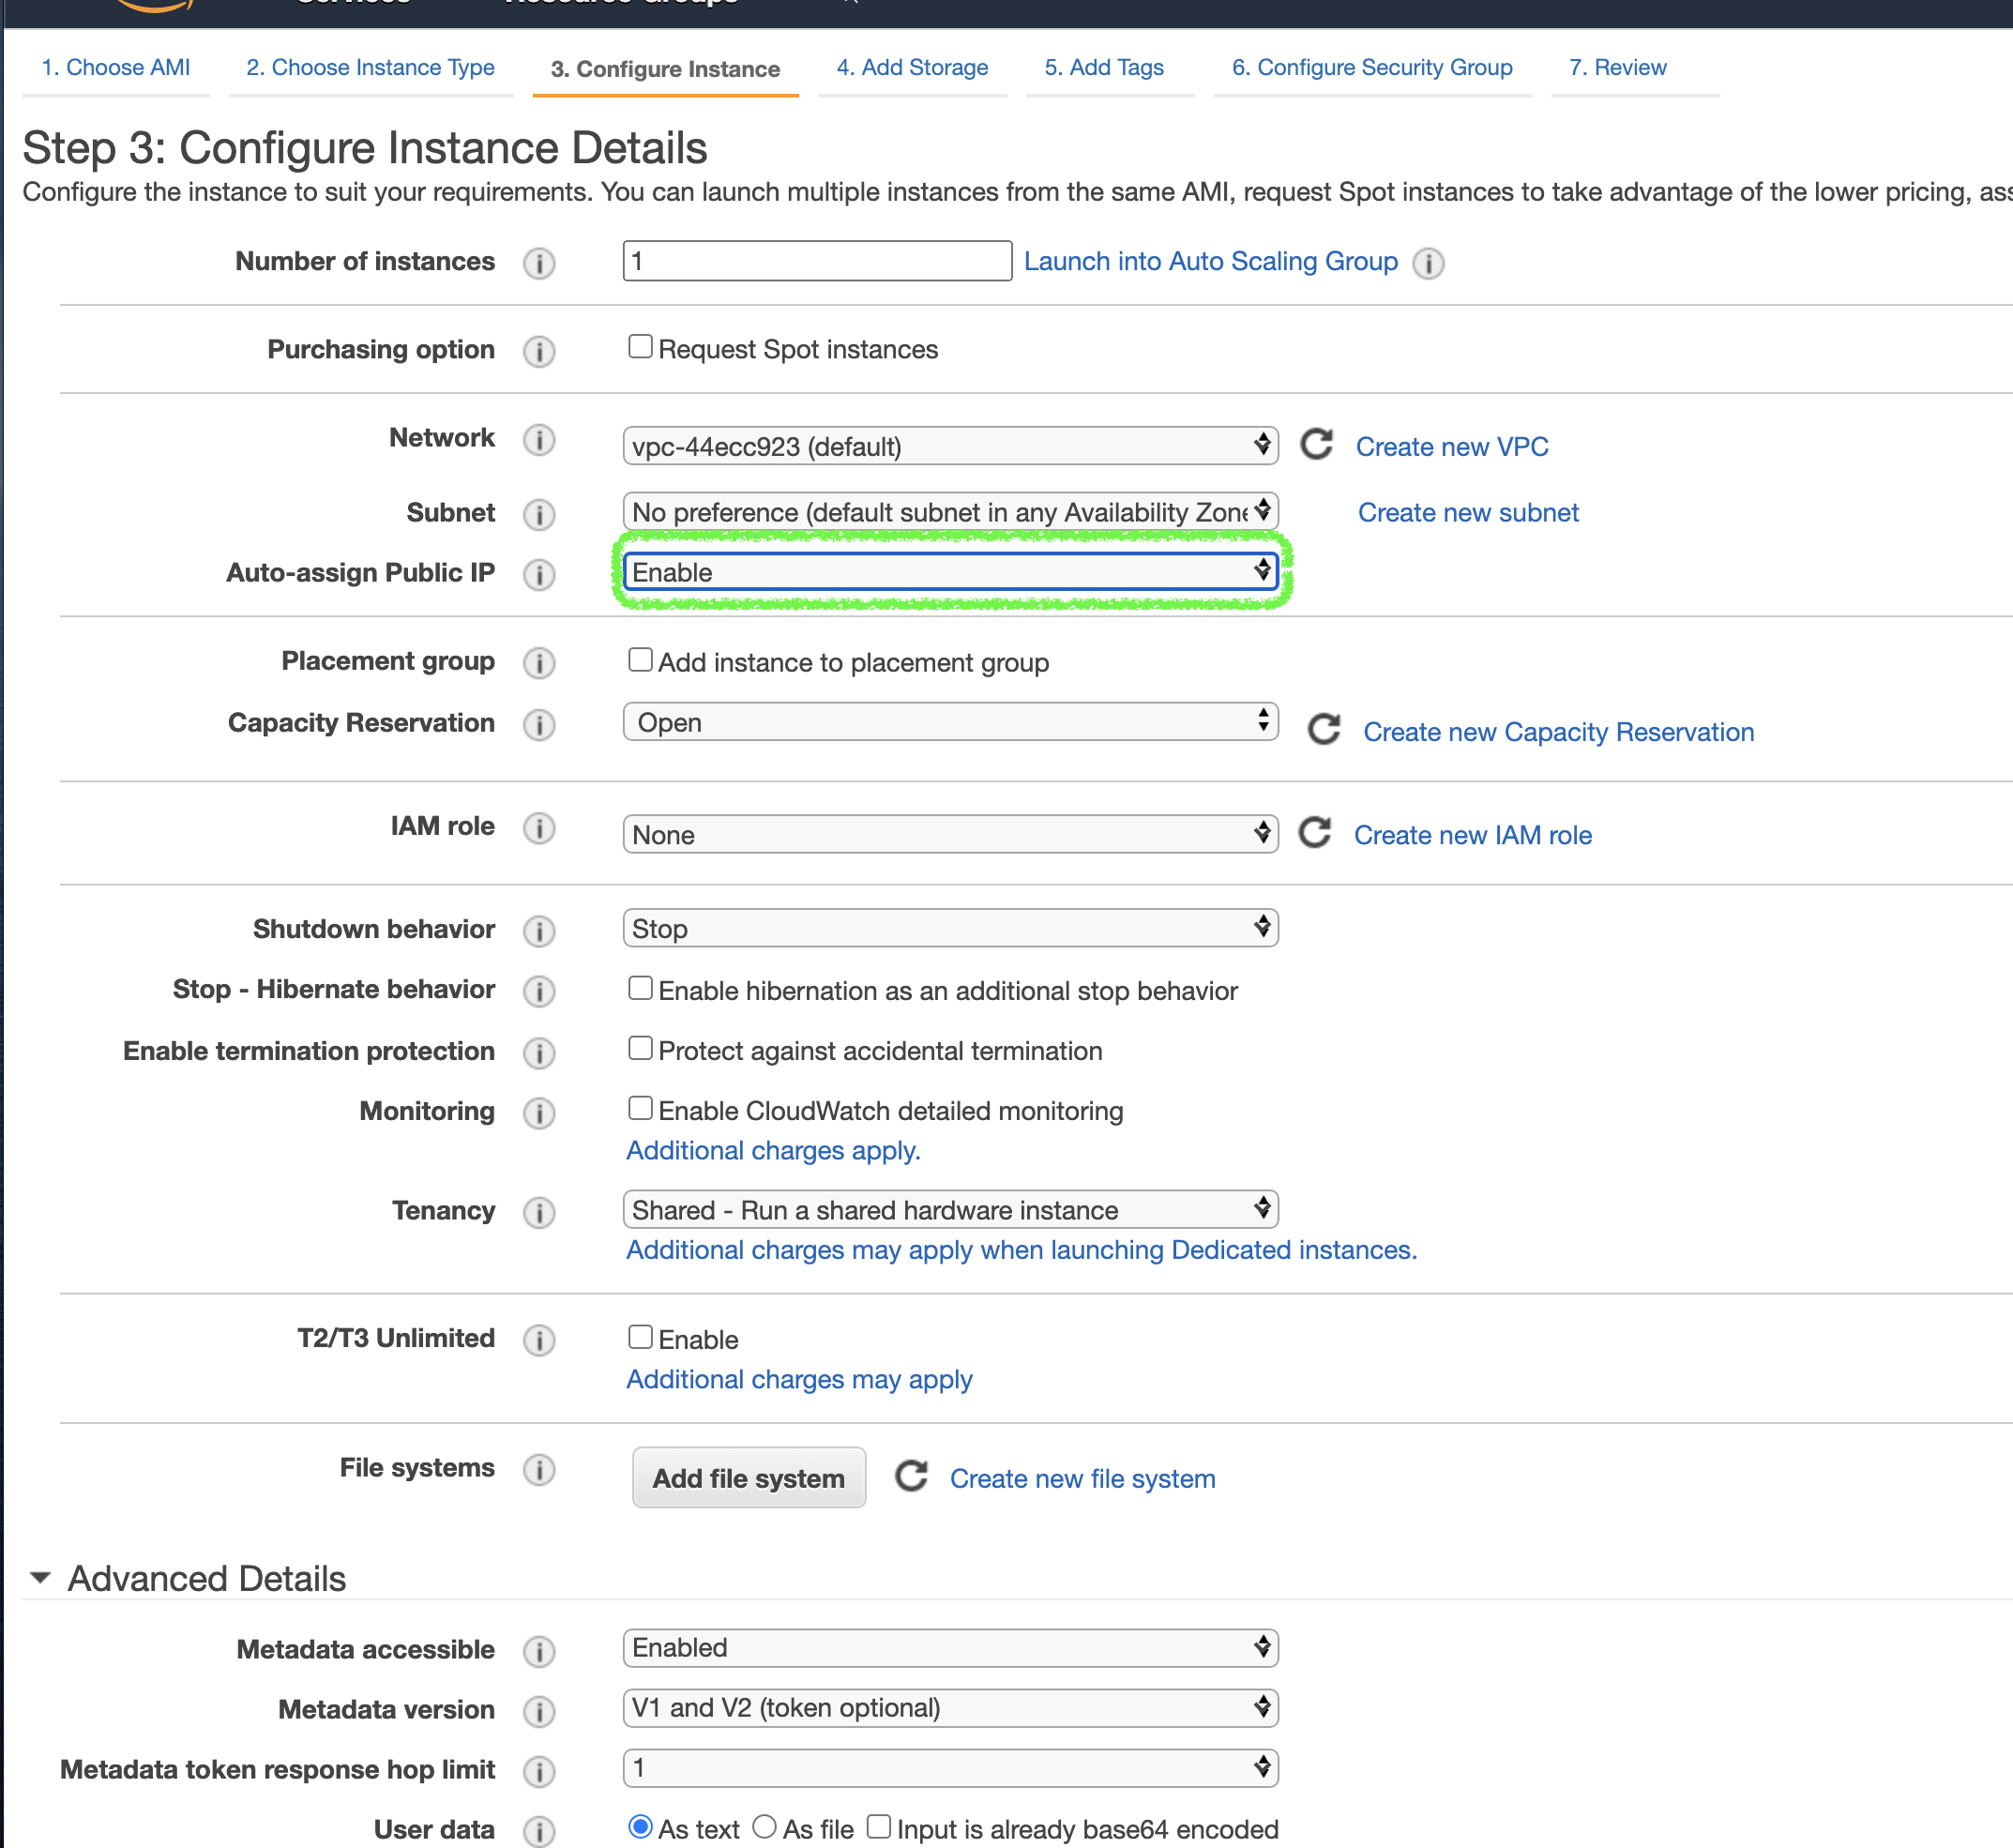 Services Resource Groups
1. Choose AMI 2. Choose Instance Type 3. Configure Instance 4. Add Storage 5. Add Tags 6. Configure Security Group 7. Review
Step 3: Configure Instance Details
Configure the instance to suit your requirements. You can launch multiple instances from the same AMI, request Spot instances to take advantage of the lower pricing, ass
Number of instances 1 Launch into Auto Scaling Group
Purchasing option Request Spot instances
Network vpc-44ecc923 (default) Create new VPC
Subnet No preference (default subnet in any Availability Zone Create new subnet
Auto-assign Public IP Enable
Placement group Add instance to placement group
Capacity Reservation Open Create new Capacity Reservation
IAM role None Create new IAM role
Shutdown behavior Stop
Stop - Hibernate behavior Enable hibernation as an additional stop behavior
Enable termination protection Protect against accidental termination
Monitoring Enable CloudWatch detailed monitoring
Additional charges apply.
Tenancy Shared - Run a shared hardware instance
Additional charges may apply when launching Dedicated instances.
T2/T3 Unlimited Enable
Additional charges may apply
File systems Add file system Create new file system
Advanced Details
Metadata accessible Enabled
Metadata version V1 and V2 (token optional)
Metadata token response hop limit 1
User data As text As file Input is already base64 encoded